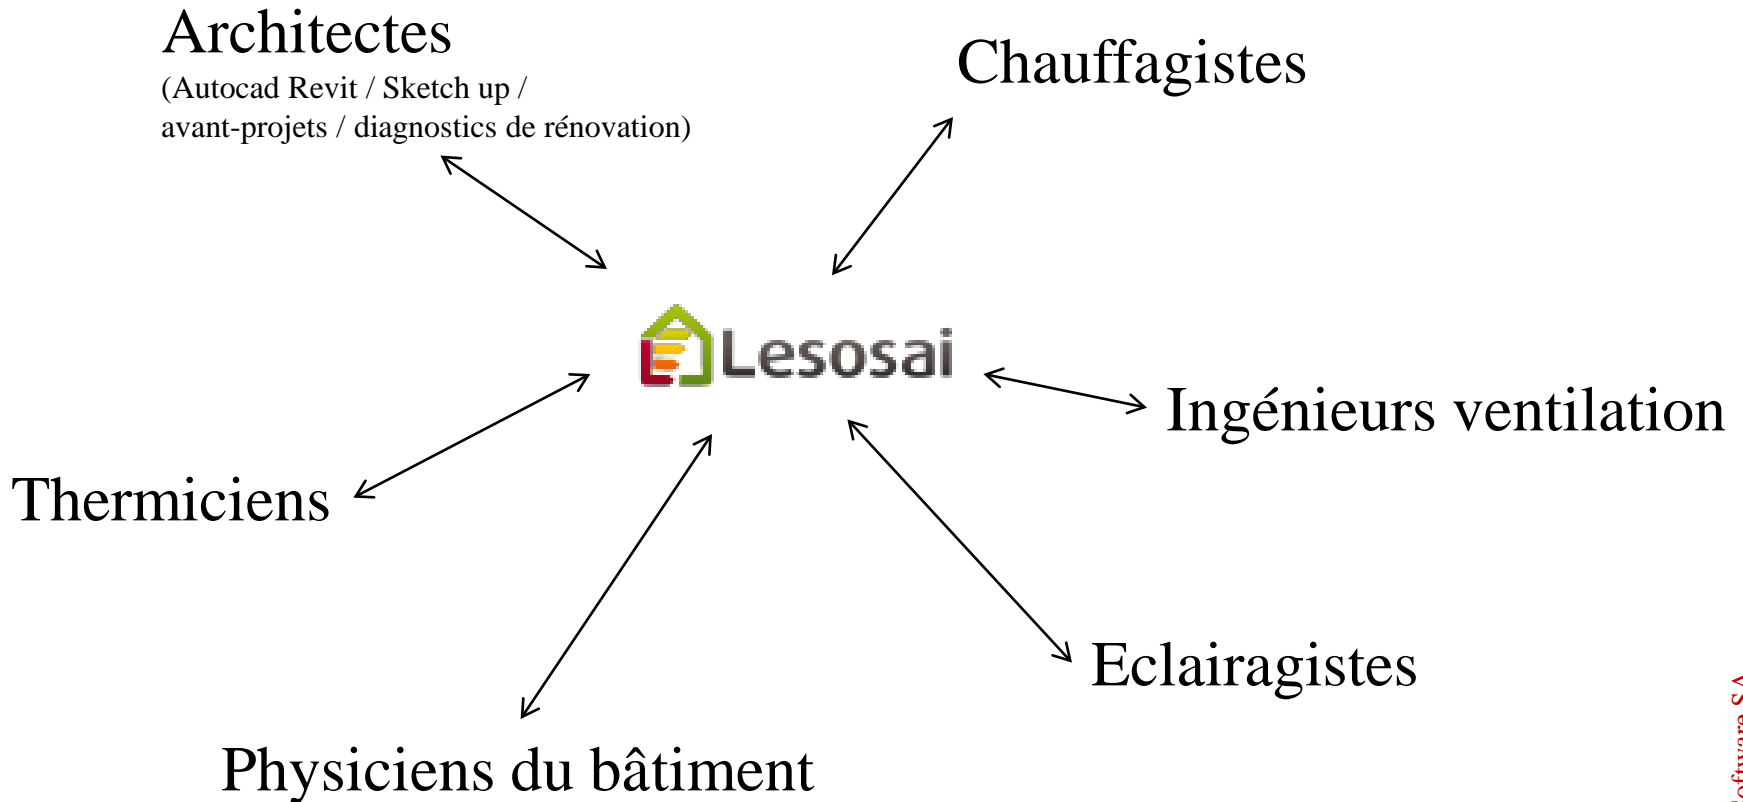 Architectes
(Autocad Revit / Sketch up /
avant-projets / diagnostics de rénovation)
Chauffagistes
Lesosai
Ingénieurs ventilation
Thermiciens
Eclairagistes
Physiciens du bâtiment
SA